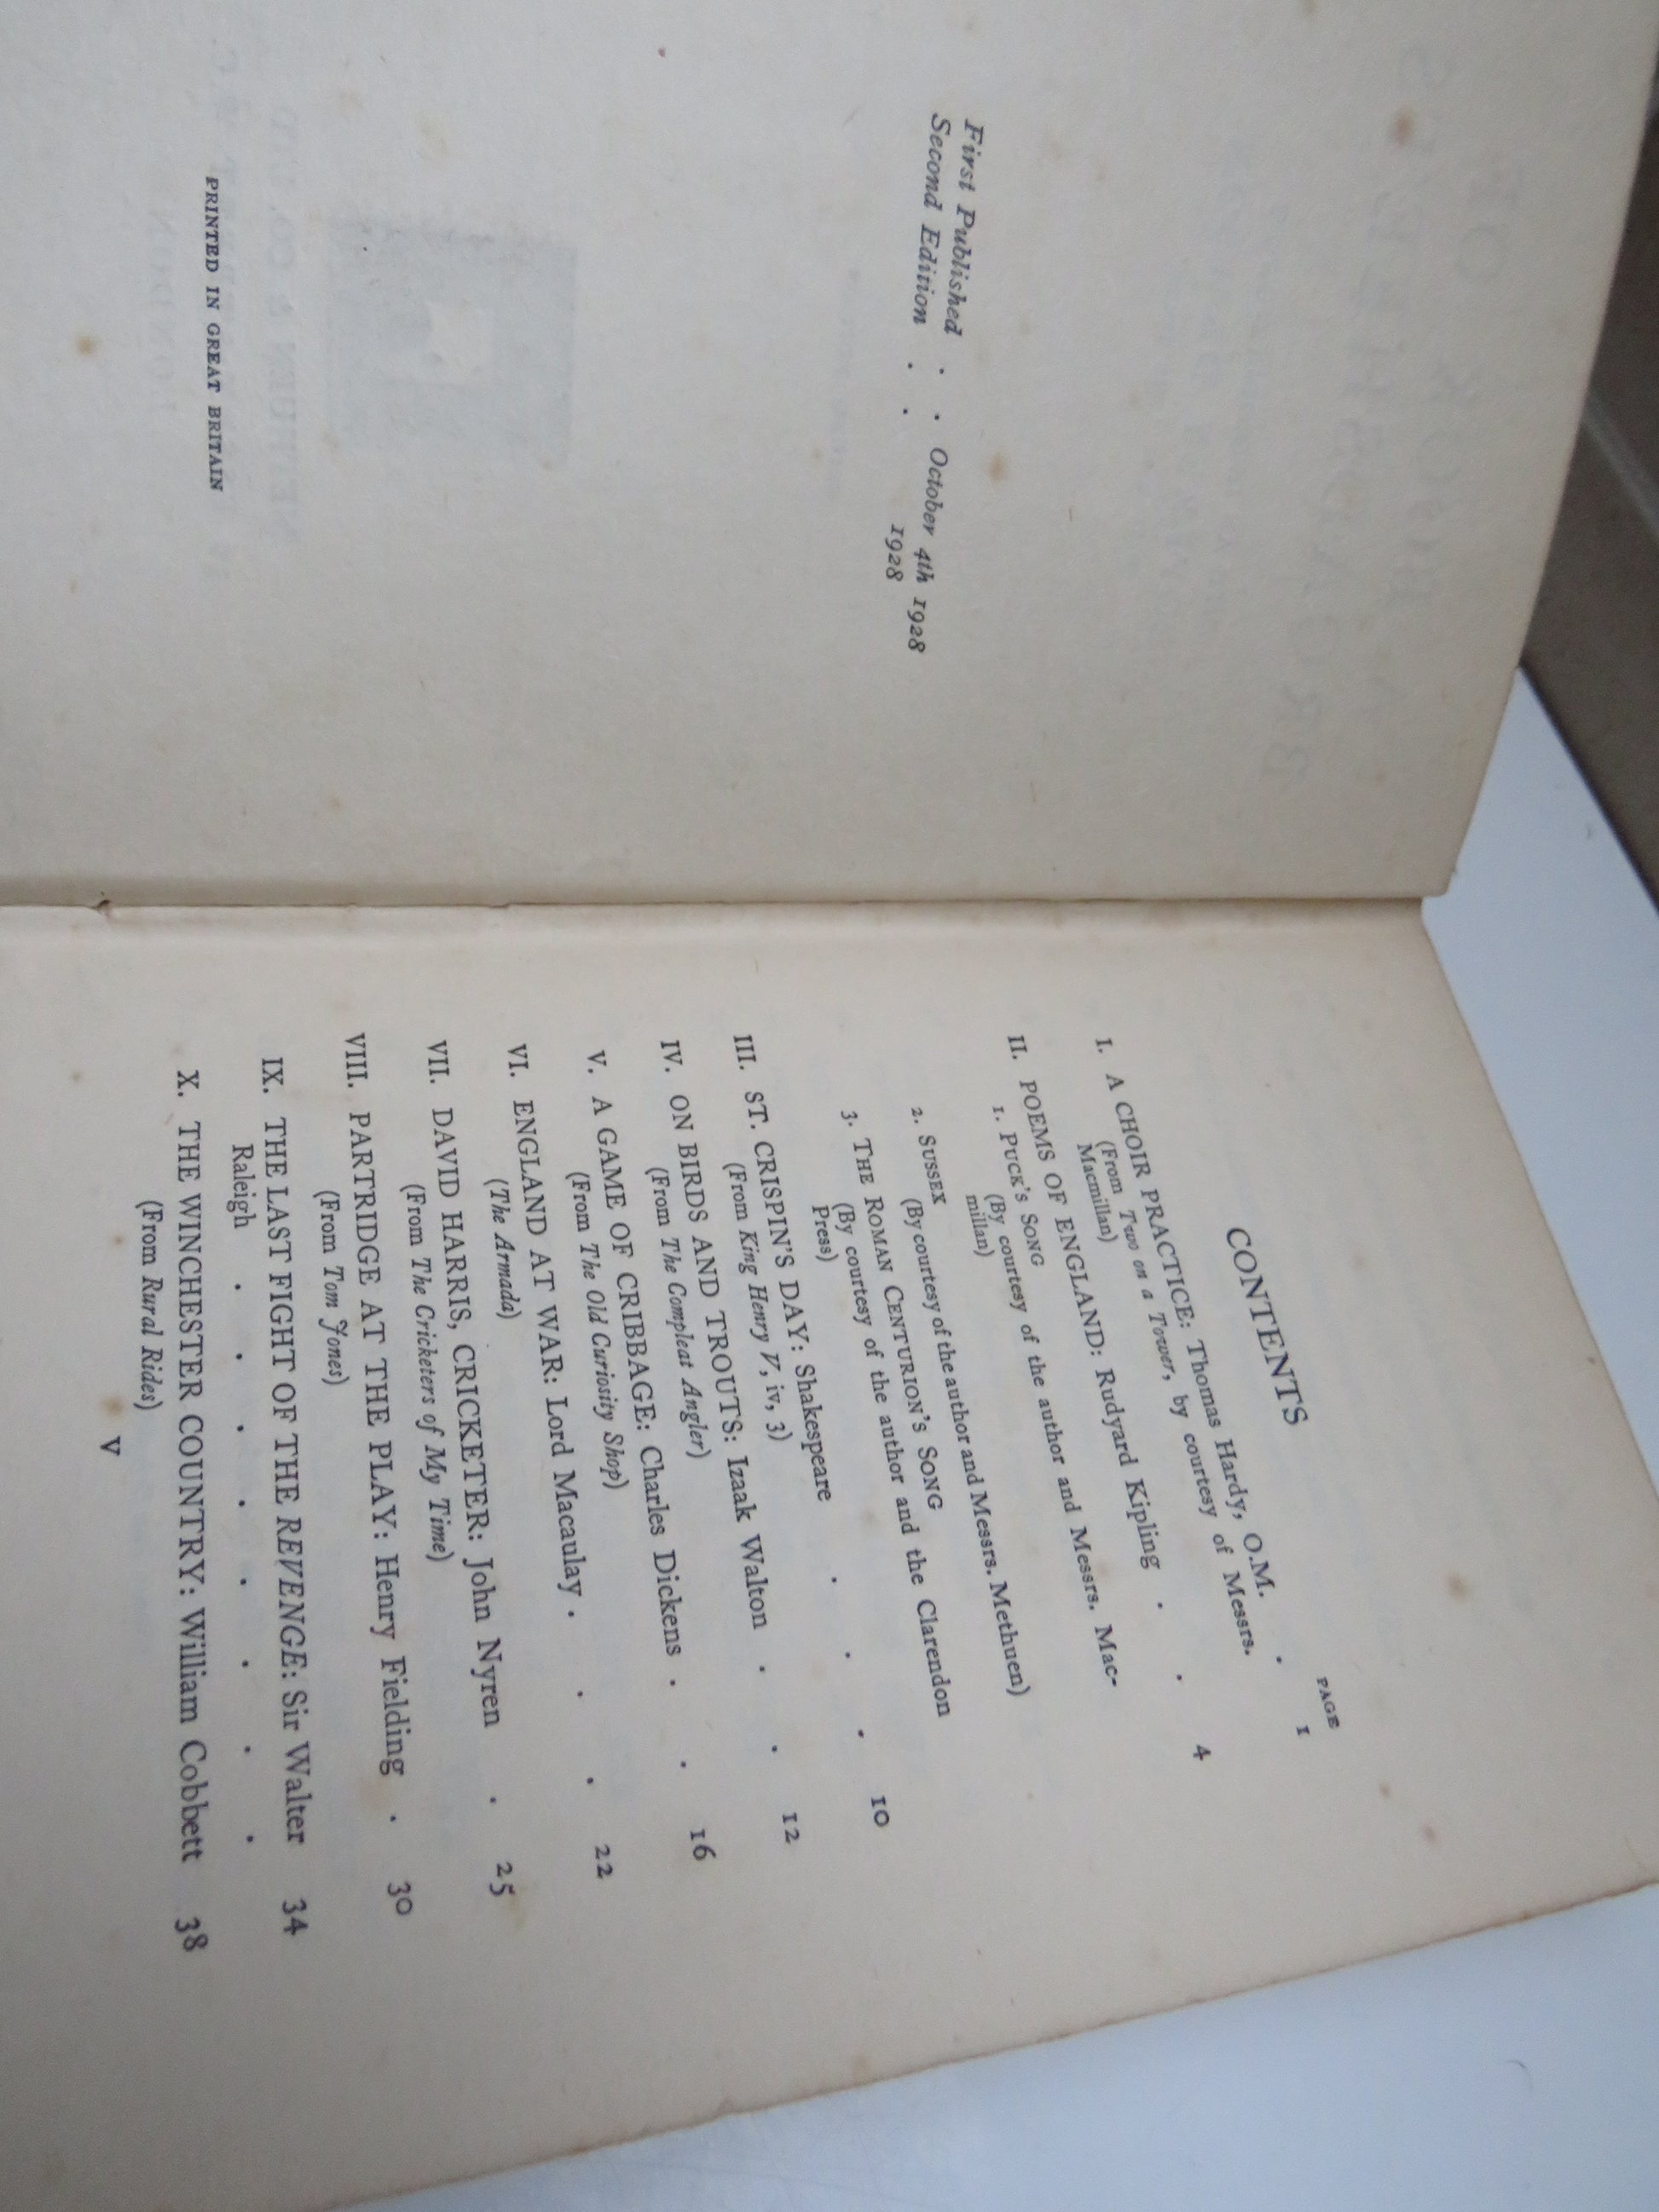 First Published . . October 4th 1928
Second Edition . . 1928
PRINTED IN GREAT BRITAIN
CONTENTS
PAGE
I. A CHOIR PRACTICE: Thomas Hardy, O.M. . 1
(From Two on a Tower, by courtesy of Messrs.
Macmillan)
II. POEMS OF ENGLAND: Rudyard Kipling . . 4
1. PUCK'S SONG
(By courtesy of the author and Messrs. Mac-
millan)
2. SUSSEX
(By courtesy of the author and Messrs. Methuen)
3. THE ROMAN CENTURION'S SONG
(By courtesy of the author and the Clarendon
Press)
III. ST. CRISPIN'S DAY: Shakespeare . . . 10
(From King Henry V, iv, 3)
IV. ON BIRDS AND TROUTS: Izaak Walton . . 12
(From The Compleat Angler)
V. A GAME OF CRIBBAGE: Charles Dickens . . 16
(From The Old Curiosity Shop)
VI. ENGLAND AT WAR: Lord Macaulay . . . 22
(The Armada)
VII. DAVID HARRIS, CRICKETER: John Nyren . 25
(From The Cricketers of My Time)
VIII. PARTRIDGE AT THE PLAY: Henry Fielding . 30
(From Tom Jones)
IX. THE LAST FIGHT OF THE REVENGE: Sir Walter
Raleigh . . . . . . . . 34
X. THE WINCHESTER COUNTRY: William Cobbett 38
(From Rural Rides)
V